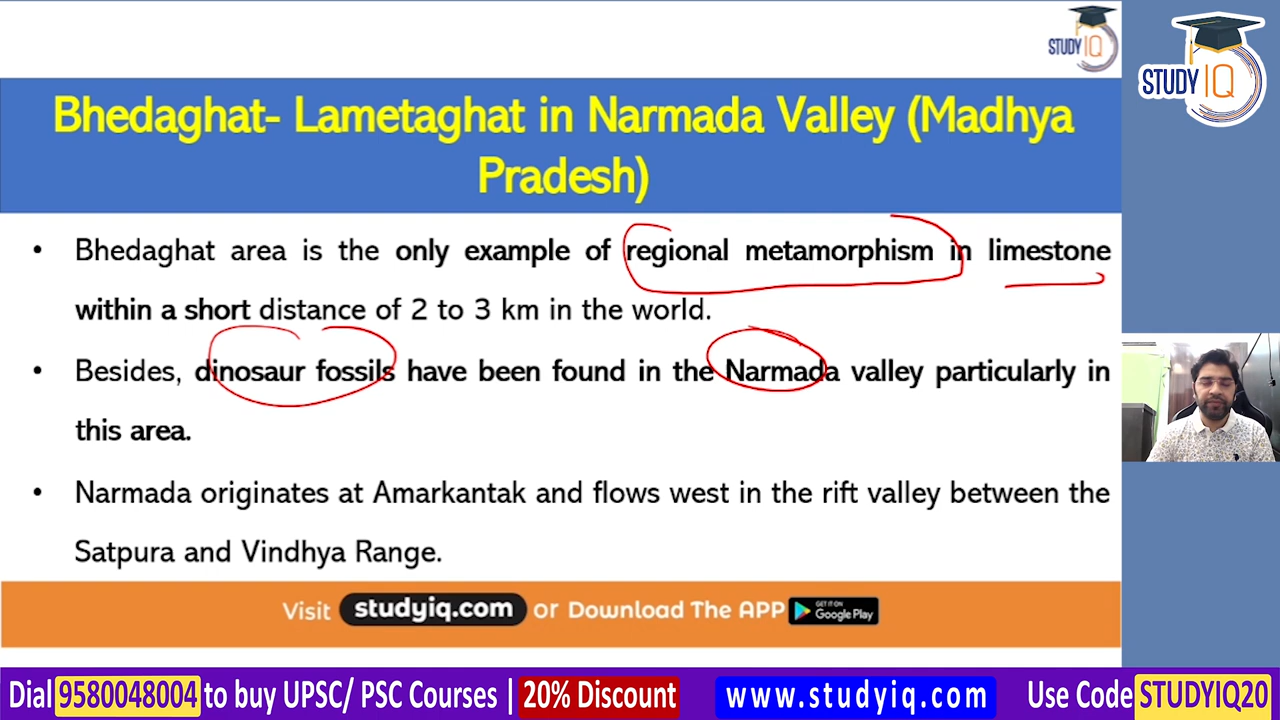 STUDY IQ
STUDY IQ
Bhedaghat- Lametaghat in Narmada Valley (Madhya
Pradesh)
• Bhedaghat area is the only example of regional metamorphism in limestone
within a short distance of 2 to 3 km in the world.
• Besides, dinosaur fossils have been found in the Narmada valley particularly in
this area.
• Narmada originates at Amarkantak and flows west in the rift valley between the
Satpura and Vindhya Range.
Visit studyiq.com or Download The APP GET IT ON Google Play
Dial 9580048004 to buy UPSC/ PSC Courses | 20% Discount www.studyiq.com Use Code STUDYIQ20